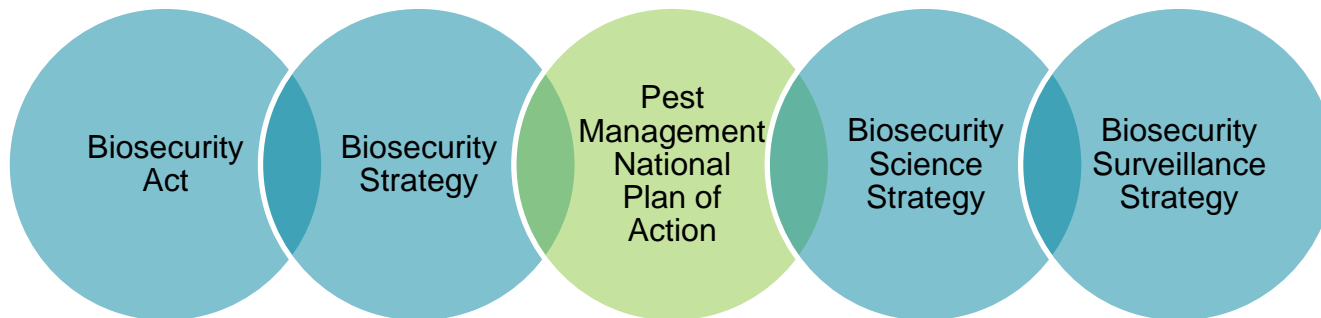 Biosecurity
Act
Biosecurity
Strategy
Pest
Management
National
Plan of
Action
Biosecurity
Science
Strategy
Biosecurity
Surveillance
Strategy